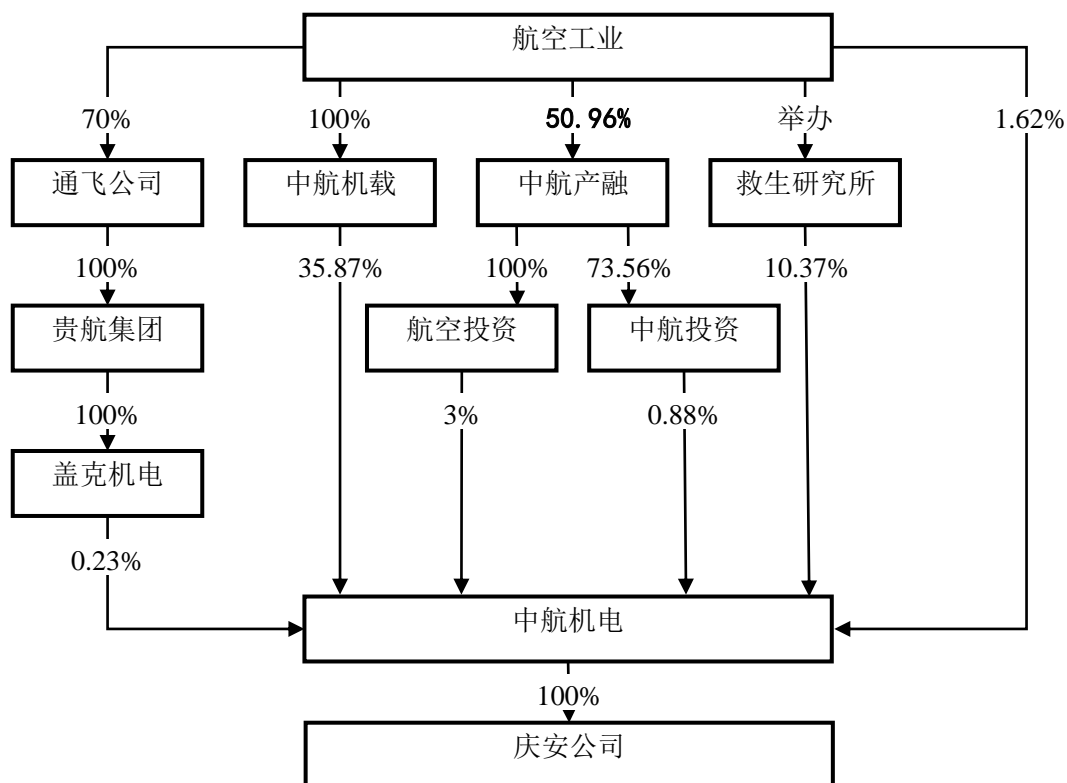 航空工业
70%
100%
50.96%
举办
1.62%
通飞公司
中航机载
中航产融
救生研究所
100%
35.87%
100%
73.56%
10.37%
贵航集团
航空投资
中航投资
100%
3%
0.88%
盖克机电
0.23%
中航机电
100%
庆安公司